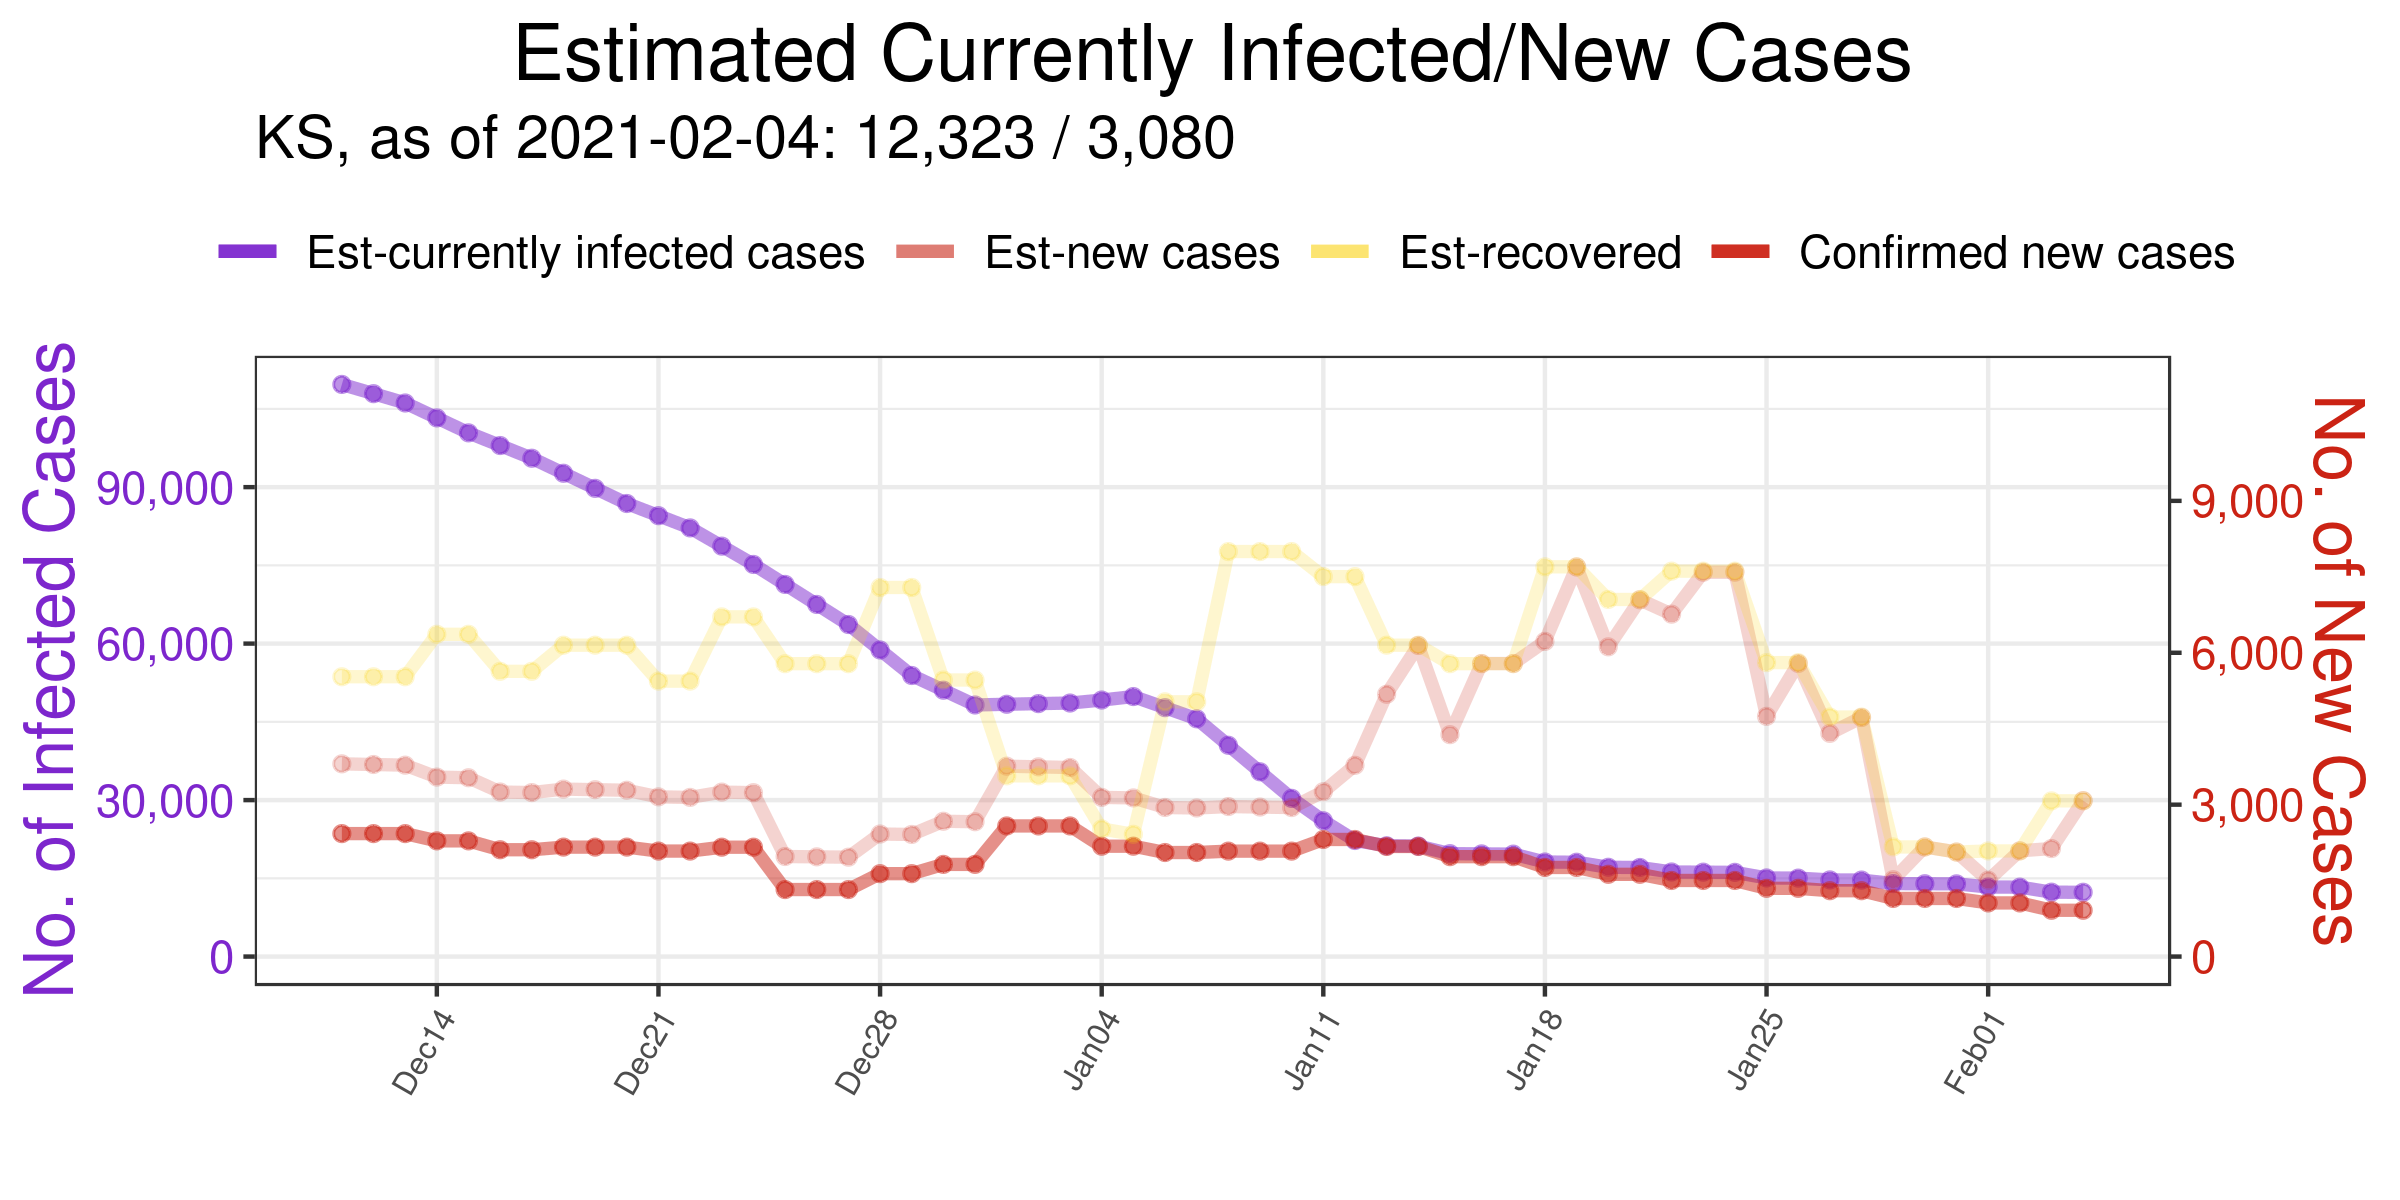 Estimated Currently Infected/New Cases
KS, as of 2021-02-04: 12,323 / 3,080
Est-currently infected cases Est-new cases Est-recovered Confirmed new cases
No. of Infected Cases
90,000
60,000
30,000
0
9,000
6,000
3,000
0
No. of New Cases
Dec14 Dec21 Dec28 Jan04 Jan11 Jan18 Jan25 Feb01